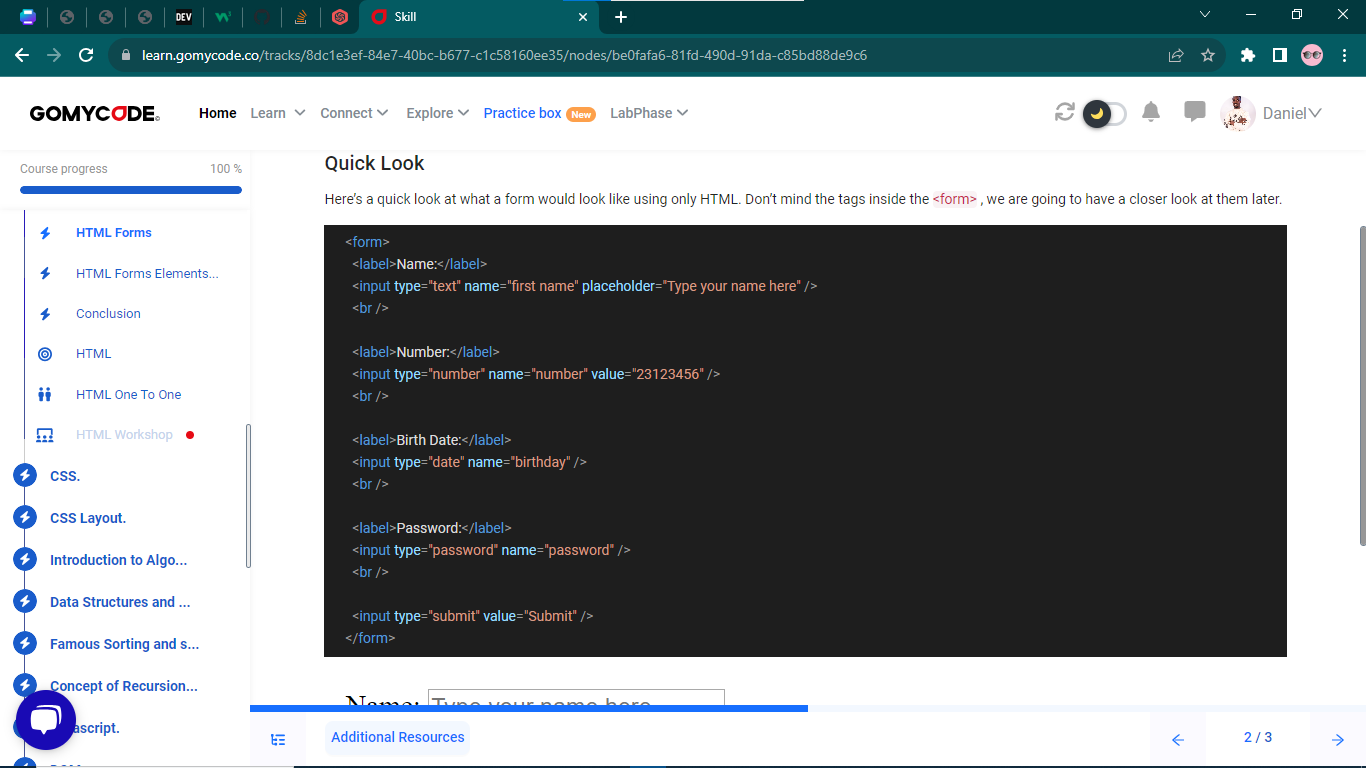 DEV
Skill
learn.gomycode.co/tracks/8dc1e3ef-84e7-40bc-b677-c1c58160ee35/nodes/be0fafa6-81fd-490d-91da-c85bd88de9c6
GOMYCODE
Home Learn Connect Explore Practice box New LabPhase Daniel
Course progress 100 %
HTML Forms
HTML Forms Elements...
Conclusion
HTML
HTML One To One
HTML Workshop
CSS.
CSS Layout.
Introduction to Algo...
Data Structures and ...
Famous Sorting and s...
Concept of Recursion...
ascript.
Quick Look
Here's a quick look at what a form would look like using only HTML. Don't mind the tags inside the <form> , we are going to have a closer look at them later.
<form>
<label>Name:</label>
<input type="text" name="first name" placeholder="Type your name here" />
<br />
<label>Number:</label>
<input type="number" name="number" value="23123456" />
<br />
<label>Birth Date:</label>
<input type="date" name="birthday" />
<br />
<label>Password:</label>
<input type="password" name="password" />
<br />
<input type="submit" value="Submit" />
</form>
Name: Type your name here
Additional Resources
2 / 3